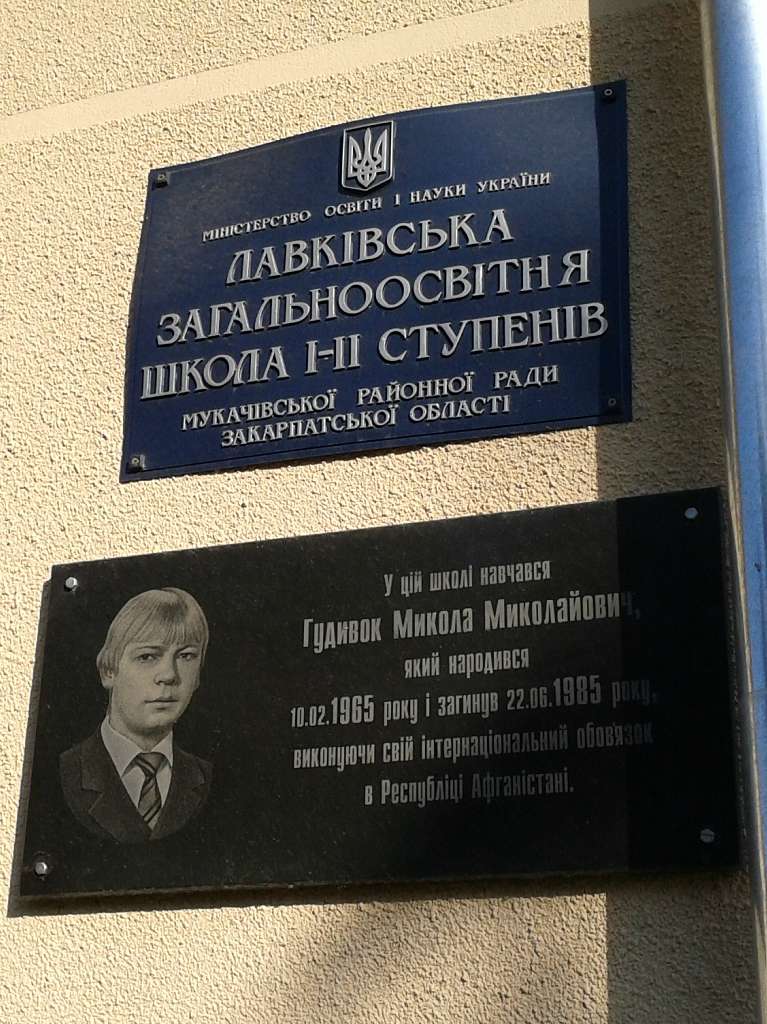 МІНІСТЕРСТВО ОСВІТИ І НАУКИ УКРАЇНИ
ЛАВКІВСЬКА
ЗАГАЛЬНООСВІТНЯ
ШКОЛА І-ІІ СТУПЕНІВ
МУКАЧІВСЬКОЇ РАЙОННОЇ РАДИ
ЗАКАРПАТСЬКОЇ ОБЛАСТІ
У цій школі навчався
Гудивок Микола Миколайович,
який народився
10.02.1965 року і загинув 22.06.1985 року,
виконуючи свій інтернаціональний обов'язок
в Республіці Афганістані.